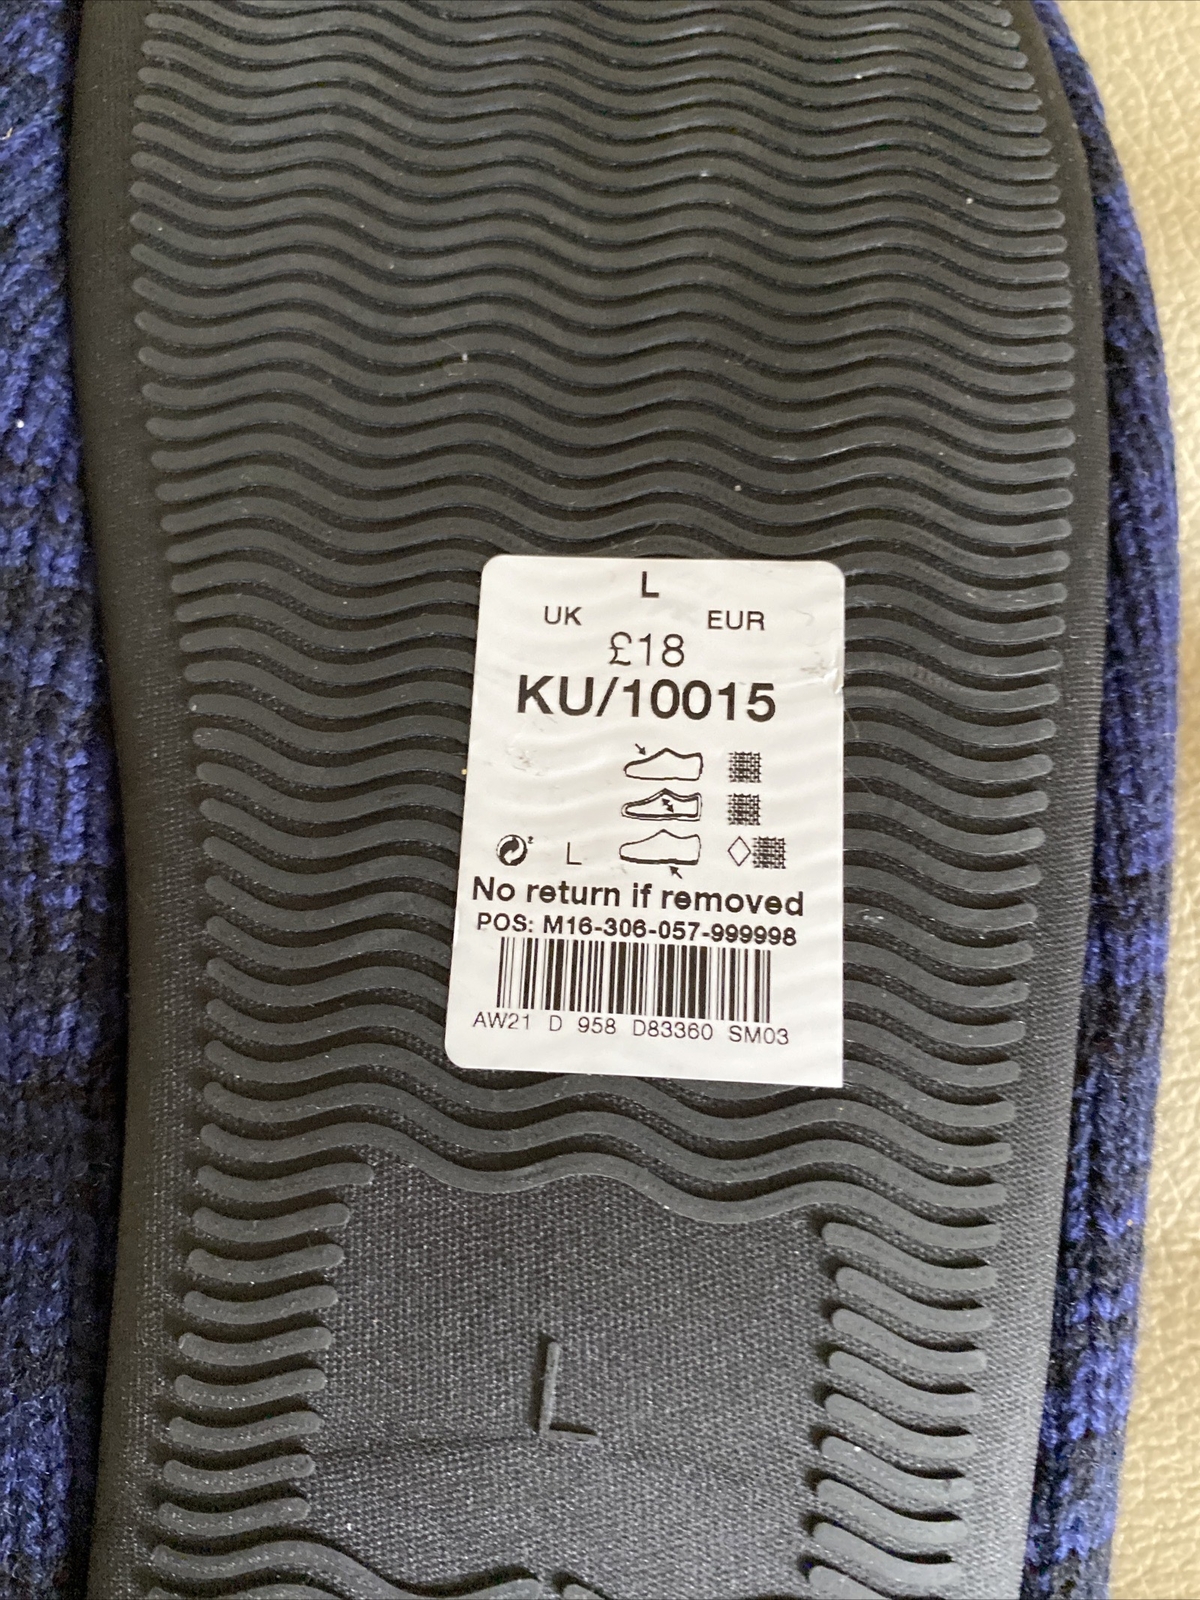 L
UK EUR
£18
KU/10015
L
No return if removed
POS: M16-306-057-999998
AW21 D 958 D83360 SM03
L